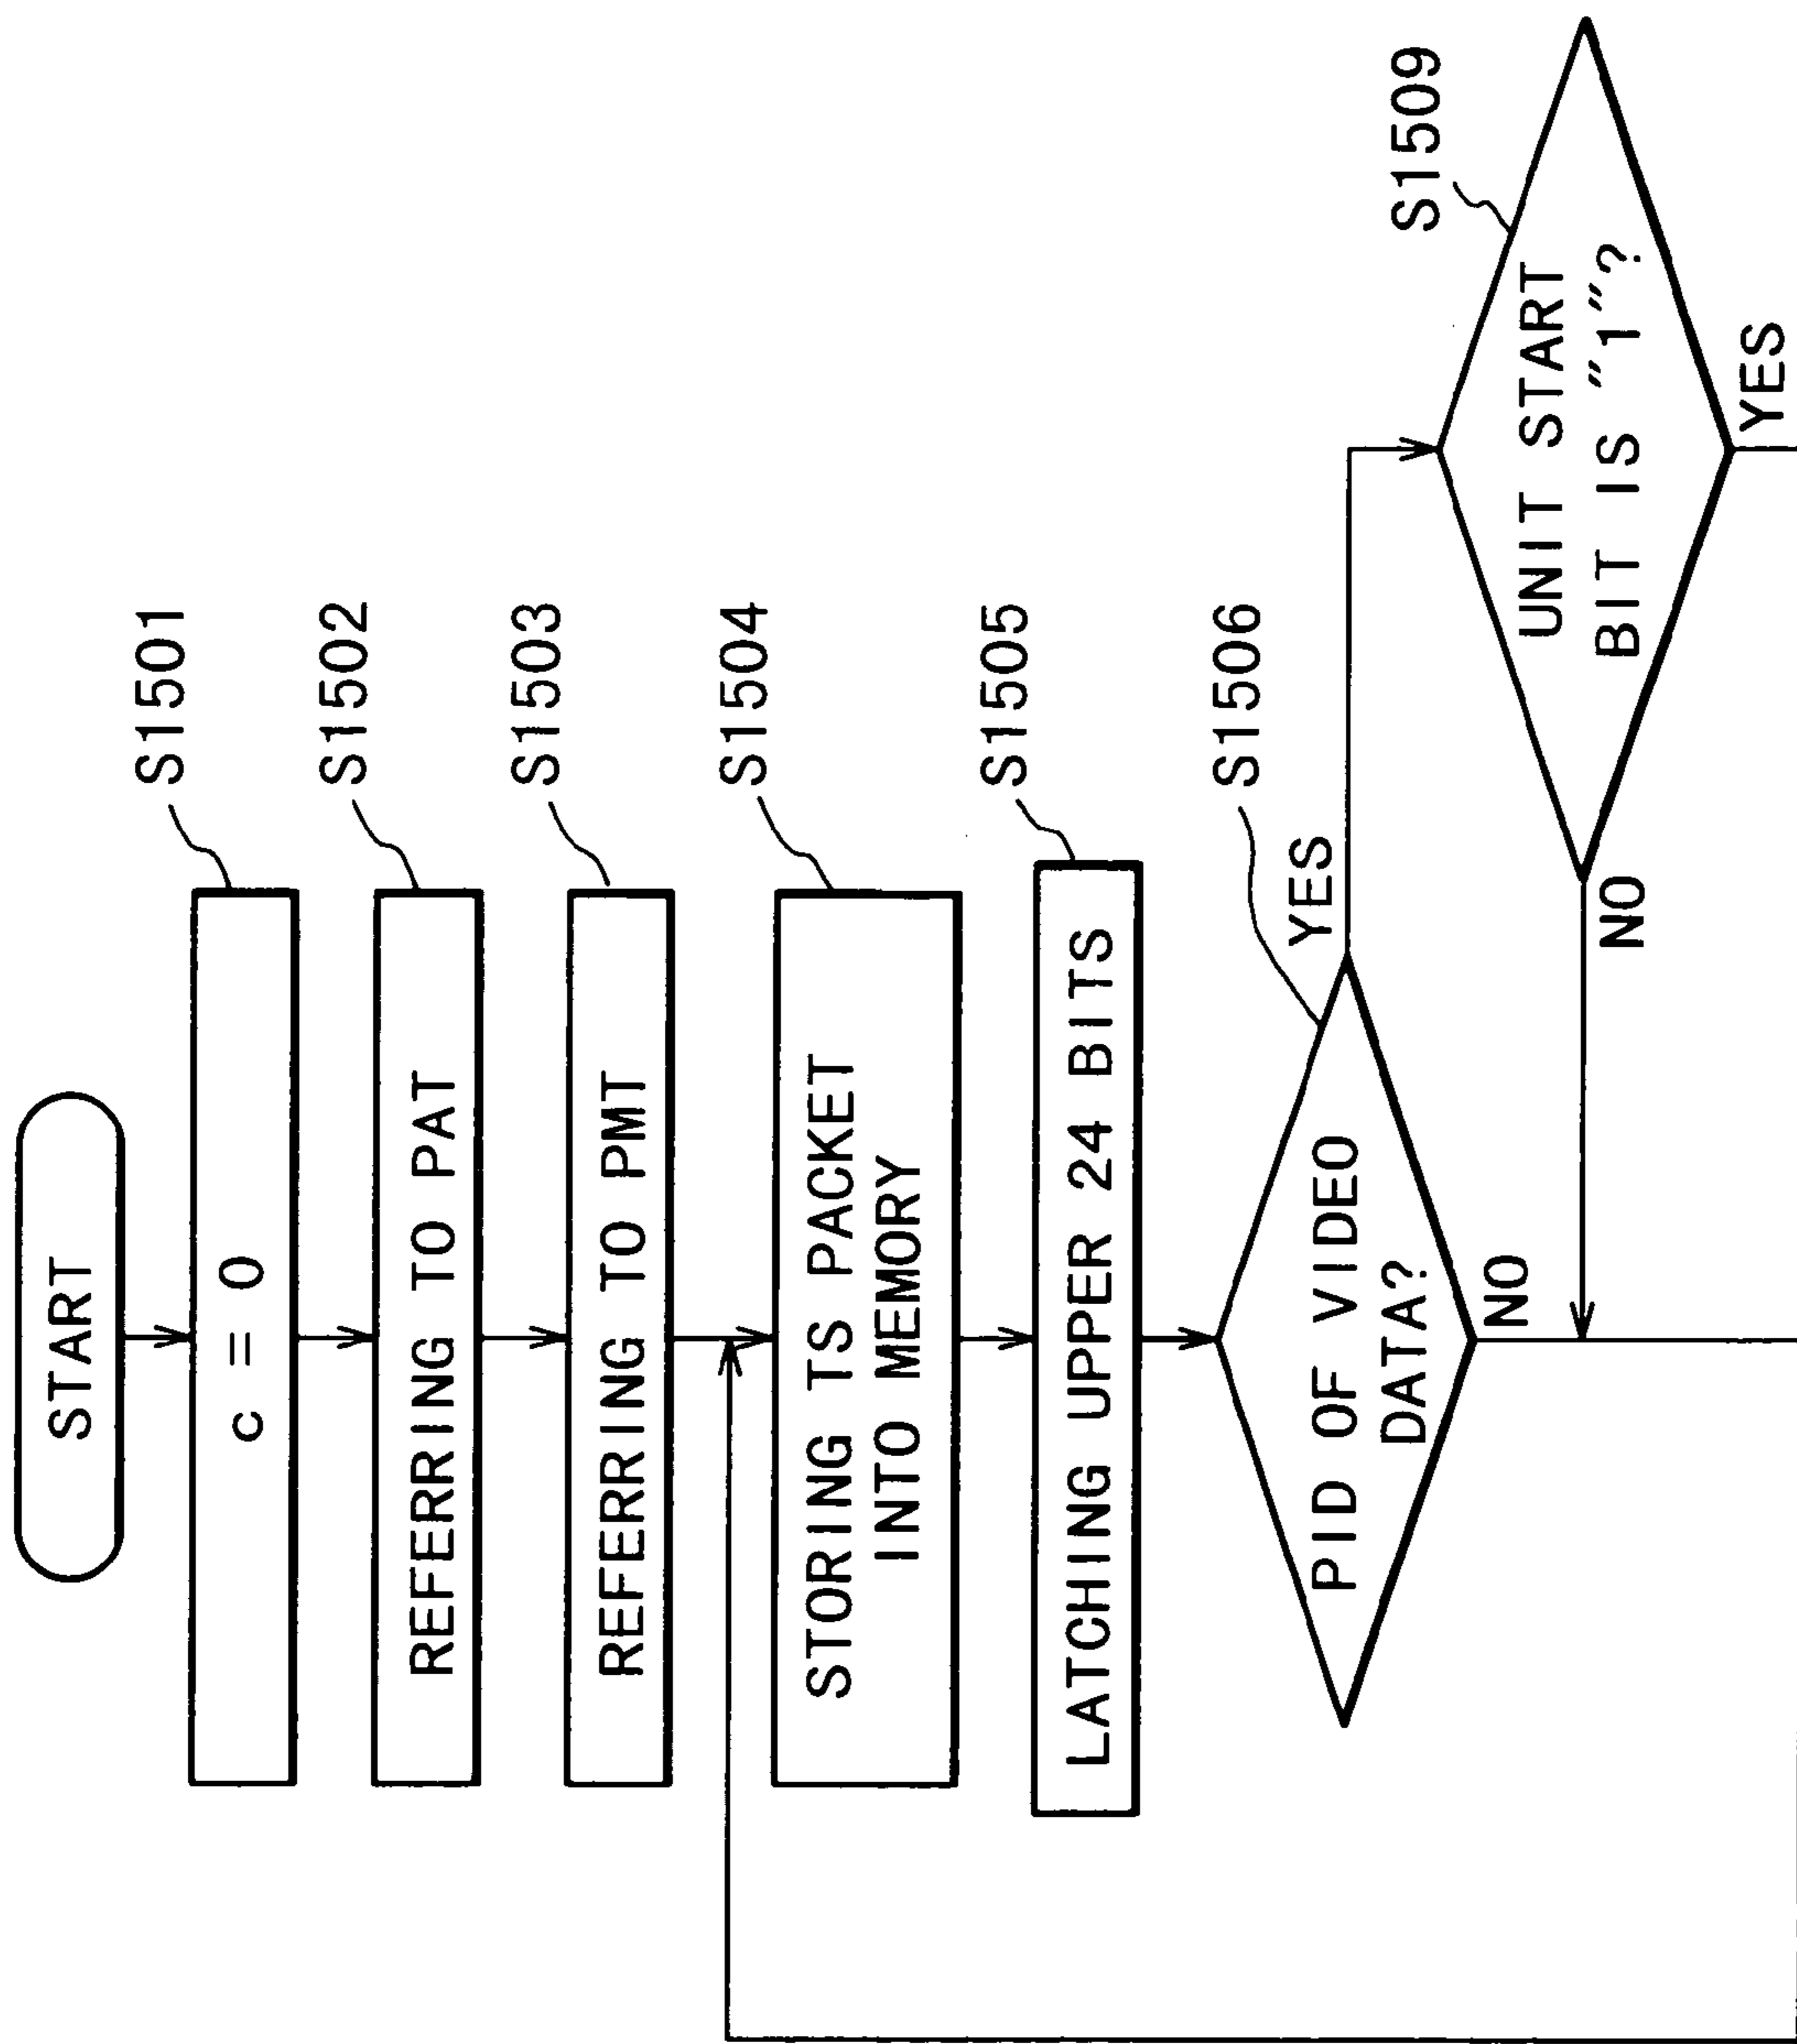 START
S1501
c = 0
S1502
REFERRING TO PAT
S1503
REFERRING TO PMT
S1504
STORING TS PACKET
INTO MEMORY
S1505
LATCHING UPPER 24 BITS
S1506
PID OF VIDEO
DATA?
YES
NO
S1509
UNIT START
BIT IS "1"?
NO
YES